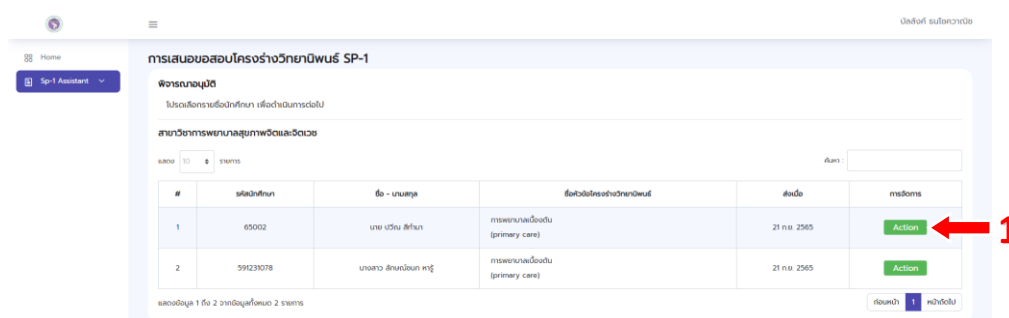 บัลลังค์ ธนโชควาณิช
Home
Sp-1 Assistant
การเสนอขอสอบโครงร่างวิทยานิพนธ์ SP-1
พิจารณาอนุมัติ
โปรดเลือกรายชื่อนักศึกษา เพื่อดำเนินการต่อไป
สาขาวิชาการพยาบาลสุขภาพจิตและจิตเวช
แสดง 10 รายการ ค้นหา :
# รหัสนักศึกษา ชื่อ - นามสกุล ชื่อหัวข้อโครงร่างวิทยานิพนธ์ ส่งเมื่อ การจัดการ
1 65002 นาย ปวีณ สีทำมา การพยาบาลเบื้องต้น 21 ก.ย. 2565 Action 1
(primary care)
2 591231078 นางสาว ลักษณ์อนก หารู้ การพยาบาลเบื้องต้น 21 ก.ย. 2565 Action
(primary care)
แสดงข้อมูล 1 ถึง 2 จากข้อมูลทั้งหมด 2 รายการ ก่อนหน้า 1 หน้าถัดไป